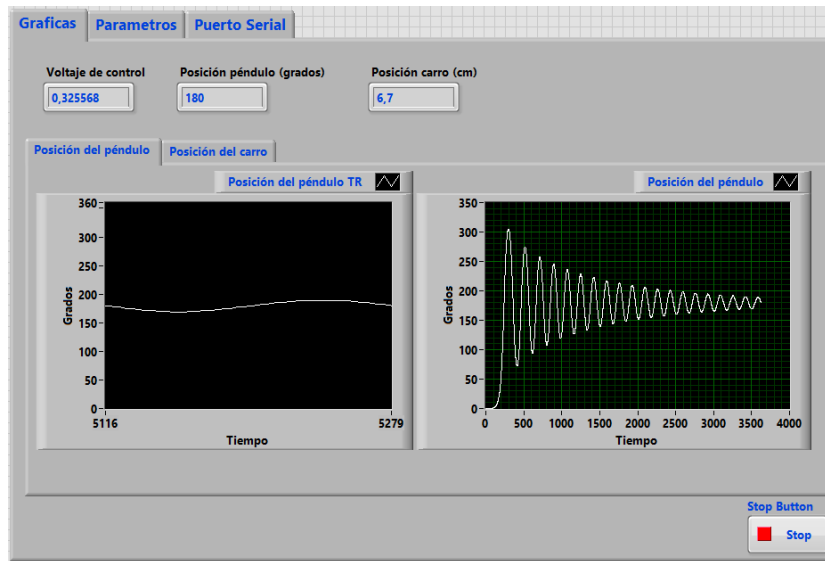 Graficas Parametros Puerto Serial
Voltaje de control Posición péndulo (grados) Posición carro (cm)
0,325568 180 6,7
Posición del péndulo Posición del carro
Posición del péndulo TR
360
300
250
200
150
100
50
0
Grados
5116 5279
Tiempo
Posición del péndulo
350
300
250
200
150
100
50
0
Grados
0 500 1000 1500 2000 2500 3000 3500 4000
Tiempo
Stop Button
Stop